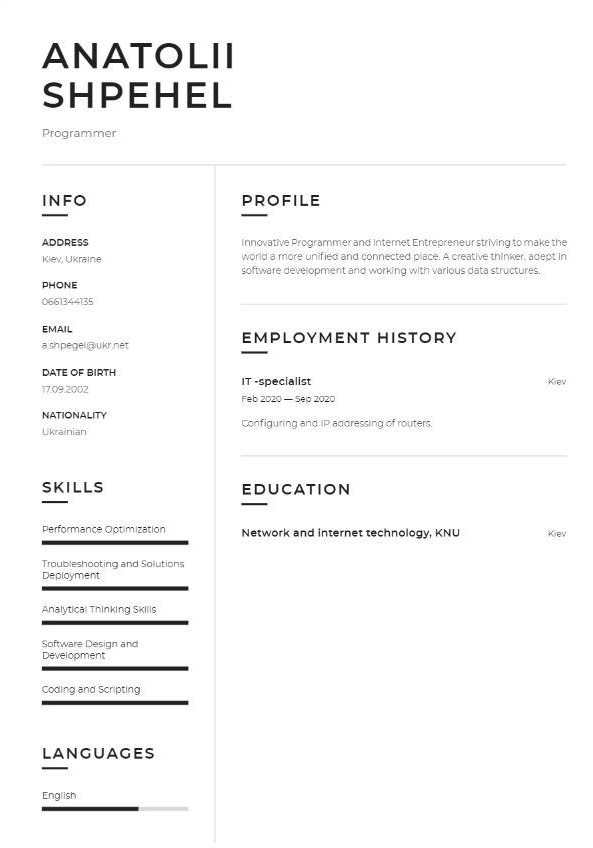 ANATOLII
SHPEHEL
Programmer
INFO
ADDRESS
Kiev, Ukraine
PHONE
0661344135
EMAIL
a.shpegel@ukr.net
DATE OF BIRTH
17.09.2002
NATIONALITY
Ukrainian
SKILLS
Performance Optimization
Troubleshooting and Solutions
Deployment
Analytical Thinking Skills
Software Design and
Development
Coding and Scripting
LANGUAGES
English
PROFILE
Innovative Programmer and Internet Entrepreneur striving to make the
world a more unified and connected place. A creative thinker, adept in
software development and working with various data structures.
EMPLOYMENT HISTORY
IT -specialist Kiev
Feb 2020 — Sep 2020
Configuring and IP addressing of routers.
EDUCATION
Network and internet technology, KNU Kiev